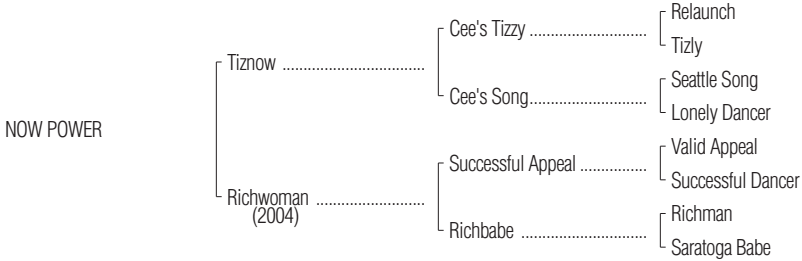 Relaunch
Cee's Tizzy ..............................
Tizly
Tiznow ....................................
Seattle Song
Cee's Song..............................
Lonely Dancer
NOW POWER
Valid Appeal
Successful Appeal .................
Successful Dancer
Richwoman ............................
(2004)
Richman
Richbabe ................................
Saratoga Babe